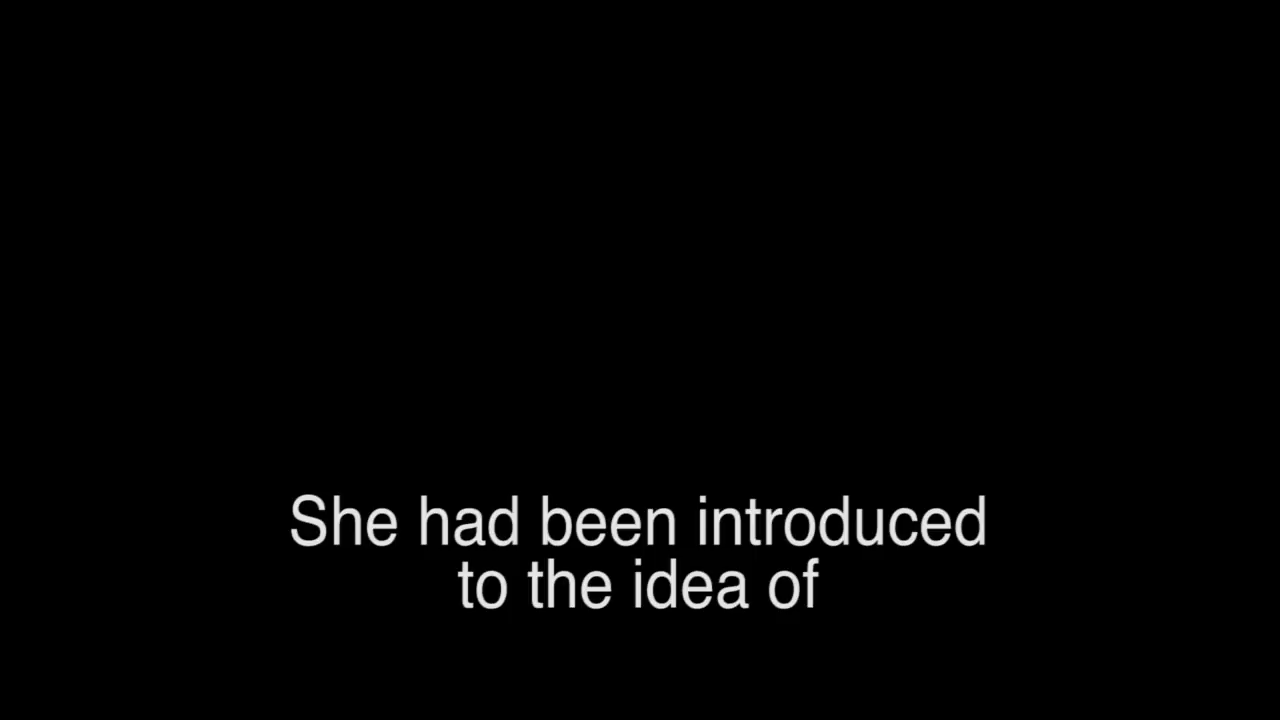 She had been introduced
to the idea of